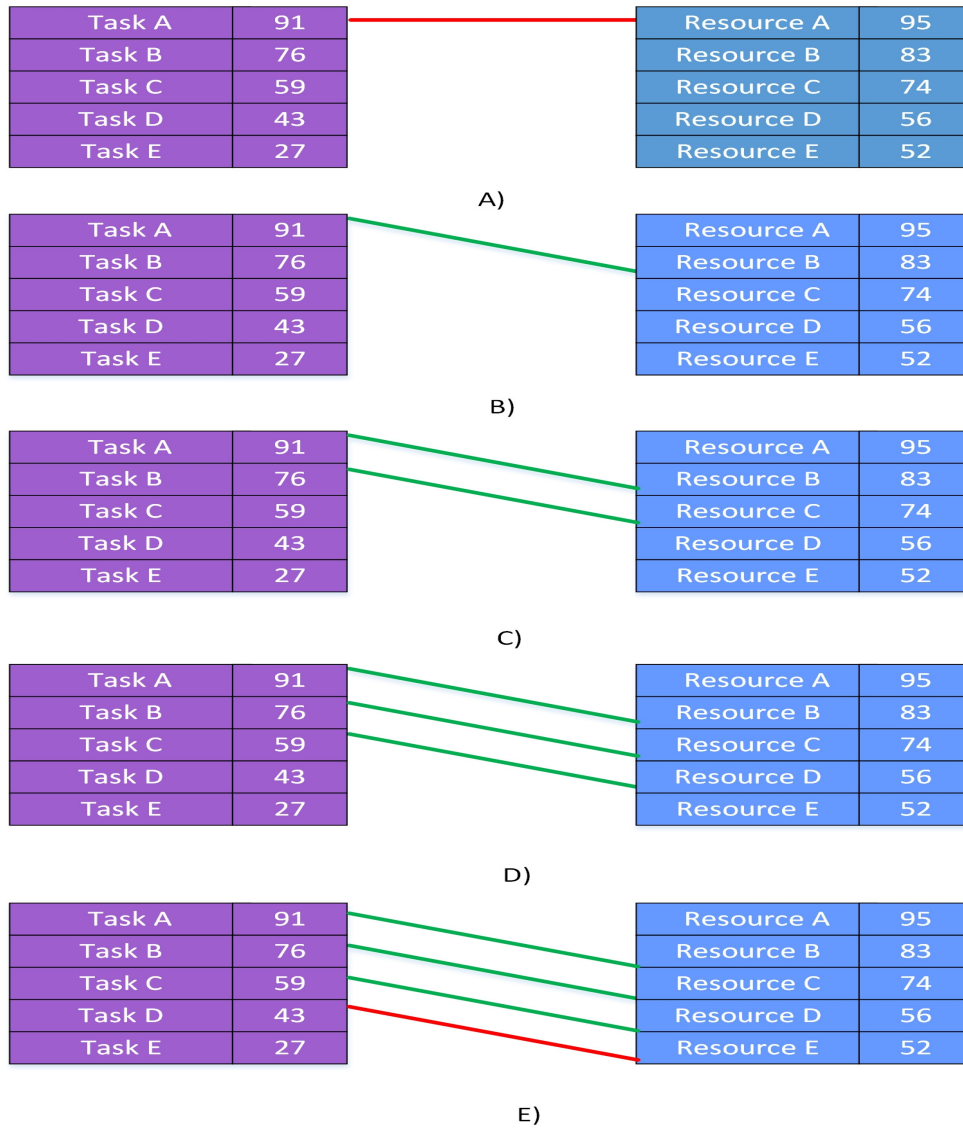 Task A 91 Resource A 95
Task B 76 Resource B 83
Task C 59 Resource C 74
Task D 43 Resource D 56
Task E 27 Resource E 52
A)
Task A 91 Resource A 95
Task B 76 Resource B 83
Task C 59 Resource C 74
Task D 43 Resource D 56
Task E 27 Resource E 52
B)
Task A 91 Resource A 95
Task B 76 Resource B 83
Task C 59 Resource C 74
Task D 43 Resource D 56
Task E 27 Resource E 52
C)
Task A 91 Resource A 95
Task B 76 Resource B 83
Task C 59 Resource C 74
Task D 43 Resource D 56
Task E 27 Resource E 52
D)
Task A 91 Resource A 95
Task B 76 Resource B 83
Task C 59 Resource C 74
Task D 43 Resource D 56
Task E 27 Resource E 52
E)